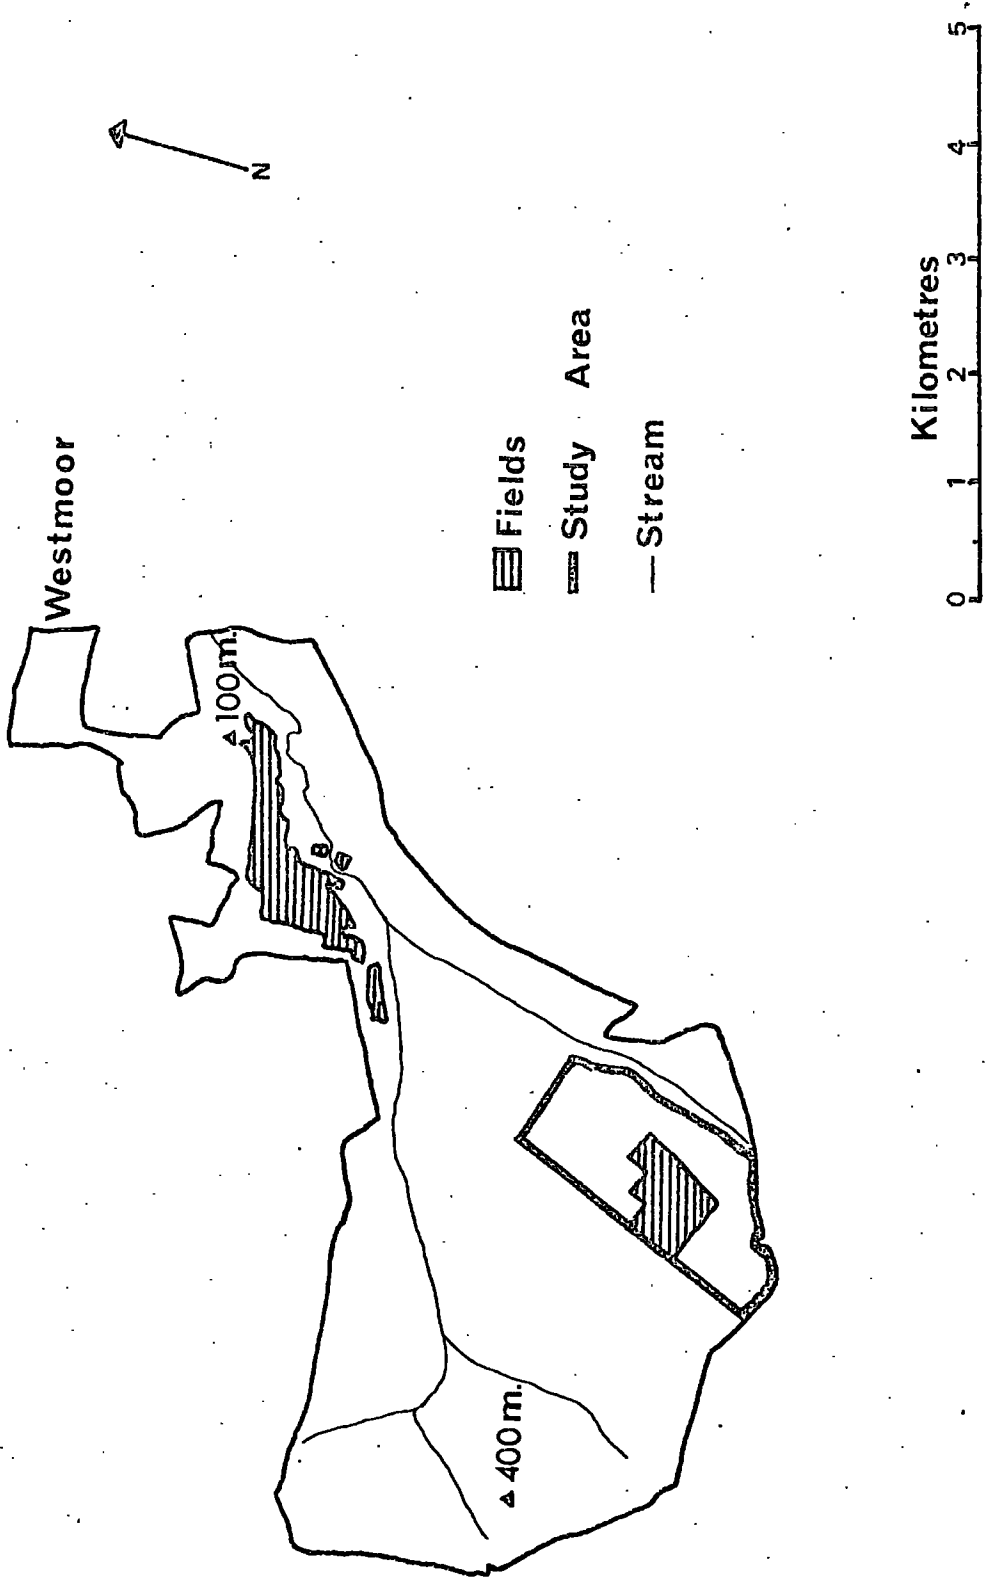 Westmoor
N
100m.
400m.
Fields
Study Area
Stream
Kilometres
0 1 2 3 4 5